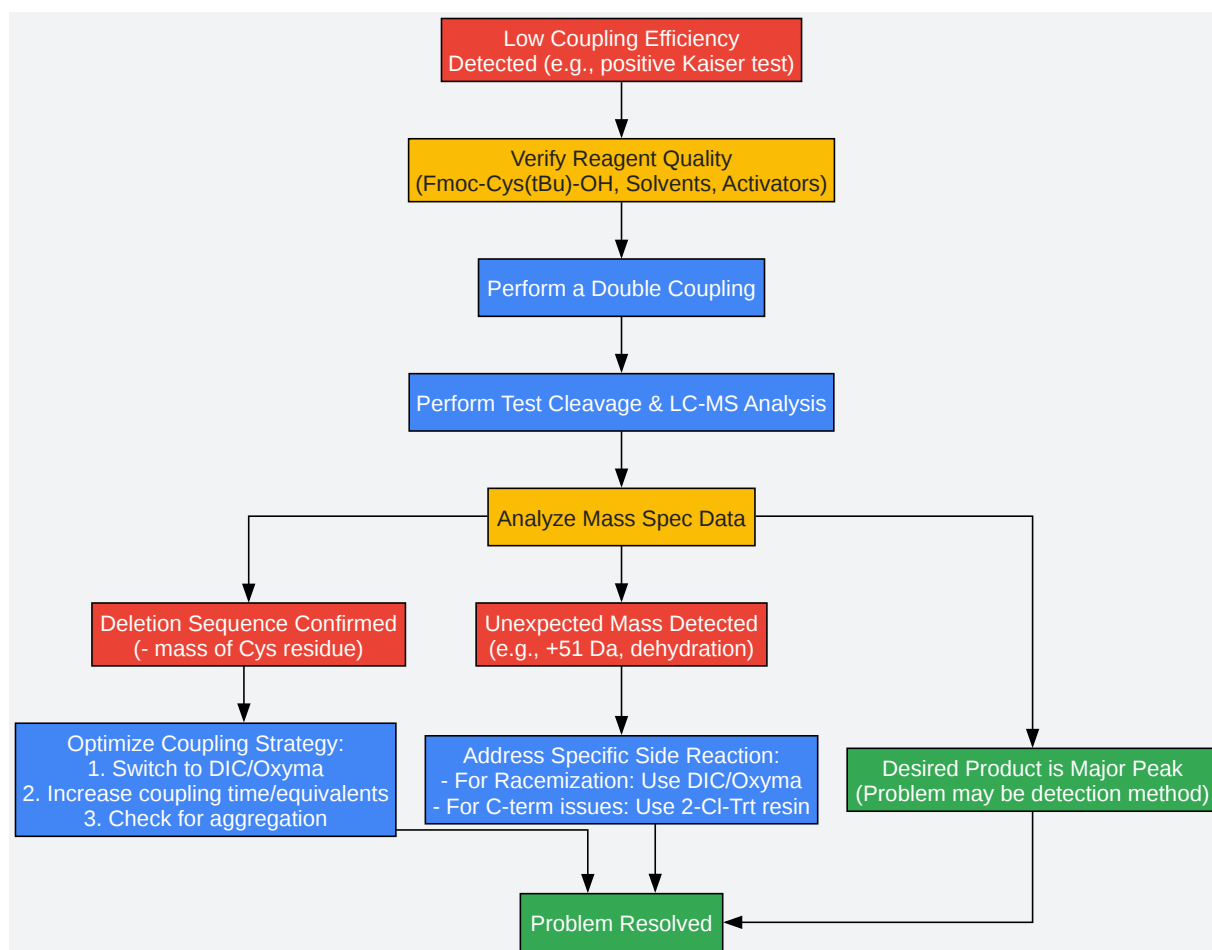 Low Coupling Efficiency
Detected (e.g., positive Kaiser test)
Verify Reagent Quality
(Fmoc-Cys(tBu)-OH, Solvents, Activators)
Perform a Double Coupling
Perform Test Cleavage & LC-MS Analysis
Analyze Mass Spec Data
Deletion Sequence Confirmed
(- mass of Cys residue)
Unexpected Mass Detected
(e.g., +51 Da, dehydration)
Optimize Coupling Strategy:
1. Switch to DIC/Oxyma
2. Increase coupling time/equivalents
3. Check for aggregation
Address Specific Side Reaction:
- For Racemization: Use DIC/Oxyma
- For C-term issues: Use 2-Cl-Trt resin
Desired Product is Major Peak
(Problem may be detection method)
Problem Resolved